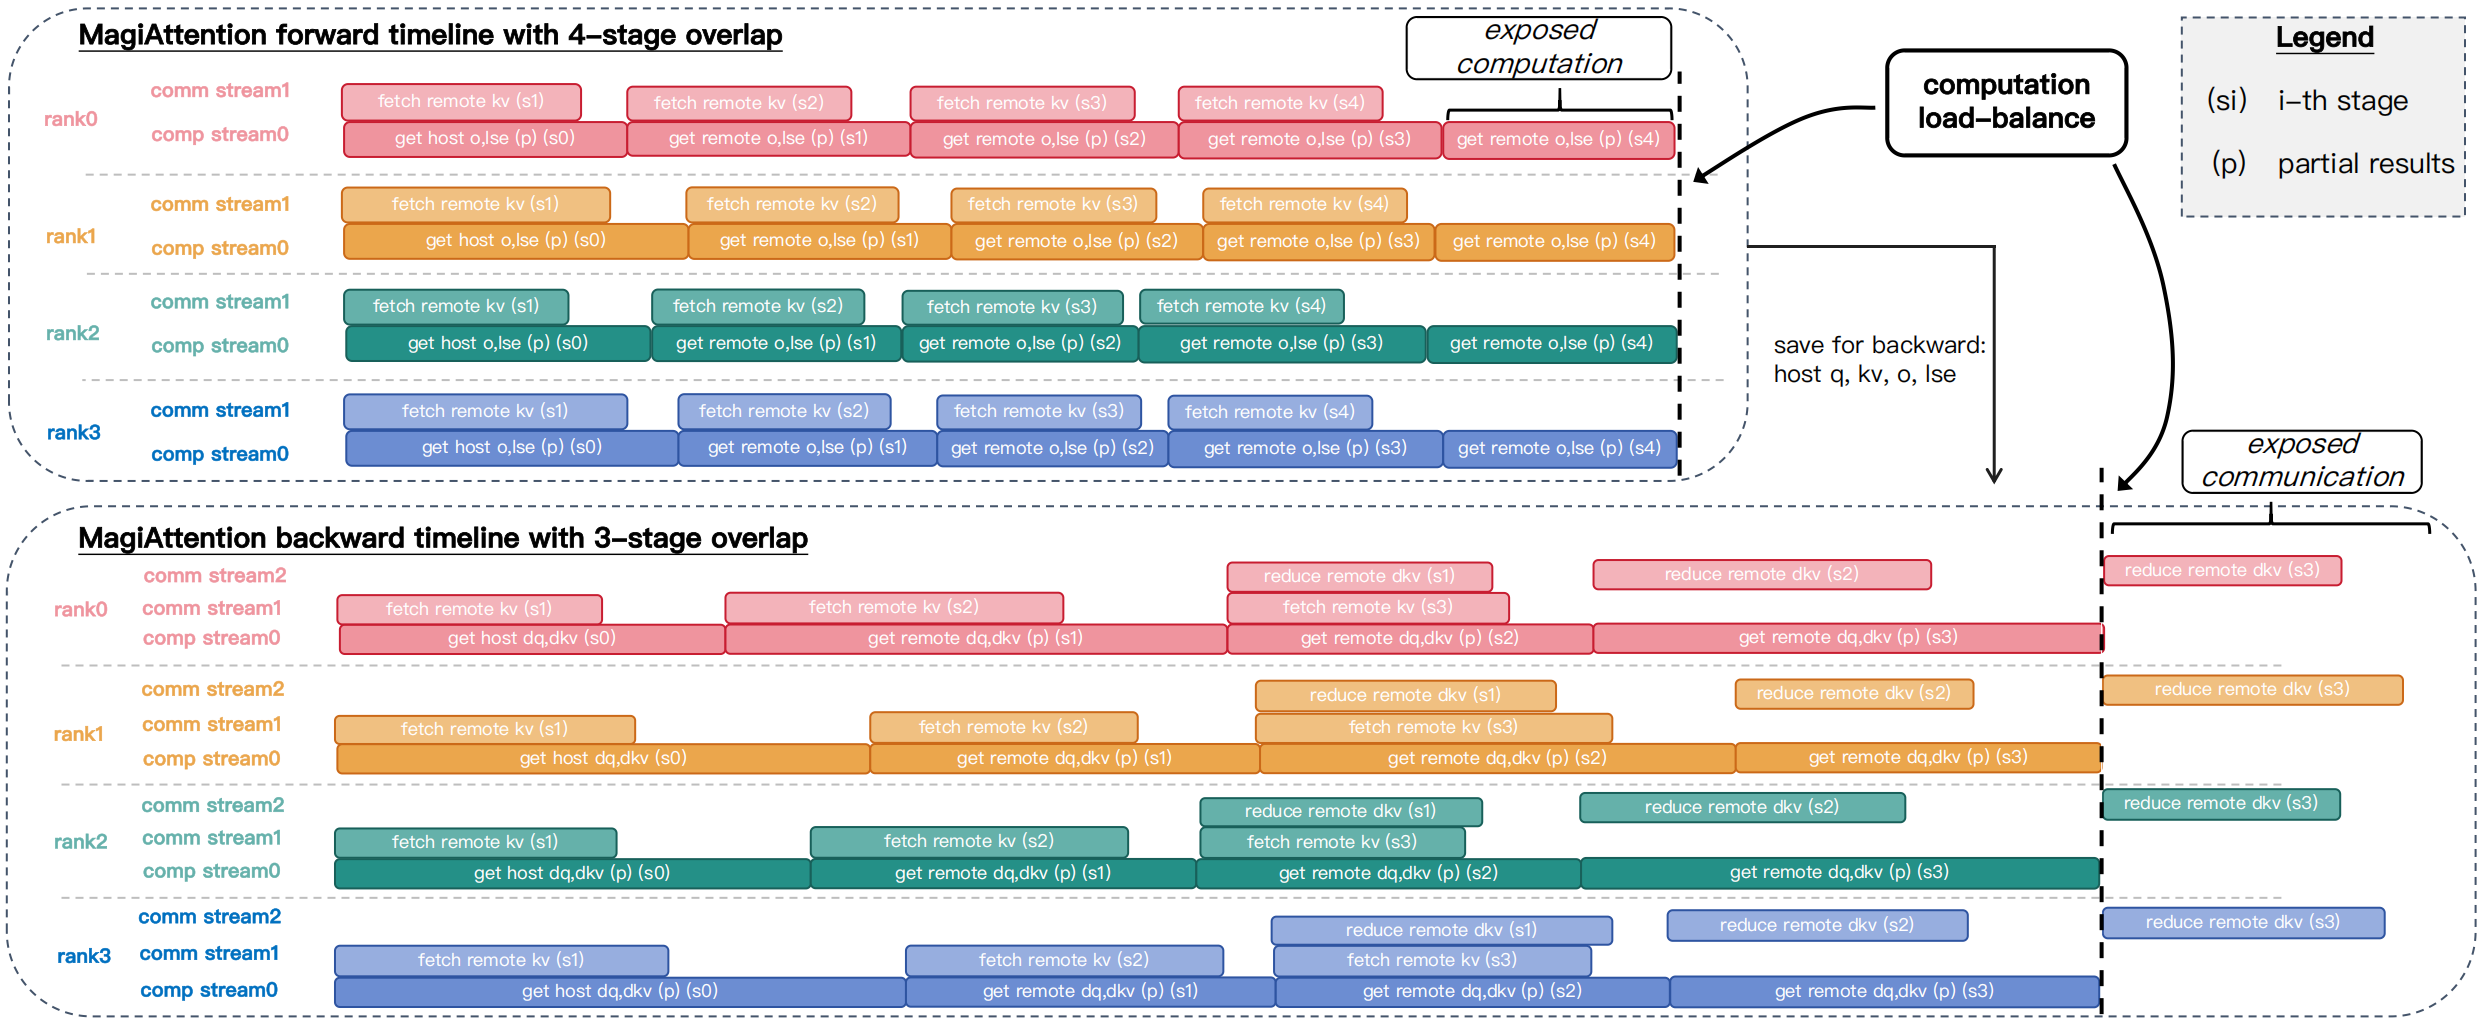 MagiAttention forward timeline with 4-stage overlap
exposed
computation
computation
load-balance
Legend
(si) i-th stage
(p) partial results
rank0
comm stream1
fetch remote kv (s1)
fetch remote kv (s2)
fetch remote kv (s3)
fetch remote kv (s4)
comp stream0
get host o,lse (p) (s0)
get remote o,lse (p) (s1)
get remote o,lse (p) (s2)
get remote o,lse (p) (s3)
get remote o,lse (p) (s4)
rank1
comm stream1
fetch remote kv (s1)
fetch remote kv (s2)
fetch remote kv (s3)
fetch remote kv (s4)
comp stream0
get host o,lse (p) (s0)
get remote o,lse (p) (s1)
get remote o,lse (p) (s2)
get remote o,lse (p) (s3)
get remote o,lse (p) (s4)
rank2
comm stream1
fetch remote kv (s1)
fetch remote kv (s2)
fetch remote kv (s3)
fetch remote kv (s4)
comp stream0
get host o,lse (p) (s0)
get remote o,lse (p) (s1)
get remote o,lse (p) (s2)
get remote o,lse (p) (s3)
get remote o,lse (p) (s4)
rank3
comm stream1
fetch remote kv (s1)
fetch remote kv (s2)
fetch remote kv (s3)
fetch remote kv (s4)
comp stream0
get host o,lse (p) (s0)
get remote o,lse (p) (s1)
get remote o,lse (p) (s2)
get remote o,lse (p) (s3)
get remote o,lse (p) (s4)
save for backward:
host q, kv, o, lse
exposed
communication
MagiAttention backward timeline with 3-stage overlap
rank0
comm stream2
reduce remote dkv (s1)
reduce remote dkv (s2)
reduce remote dkv (s3)
comm stream1
fetch remote kv (s1)
fetch remote kv (s2)
fetch remote kv (s3)
comp stream0
get host dq,dkv (s0)
get remote dq,dkv (p) (s1)
get remote dq,dkv (p) (s2)
get remote dq,dkv (p) (s3)
rank1
comm stream2
reduce remote dkv (s1)
reduce remote dkv (s2)
reduce remote dkv (s3)
comm stream1
fetch remote kv (s1)
fetch remote kv (s2)
fetch remote kv (s3)
comp stream0
get host dq,dkv (s0)
get remote dq,dkv (p) (s1)
get remote dq,dkv (p) (s2)
get remote dq,dkv (p) (s3)
rank2
comm stream2
reduce remote dkv (s1)
reduce remote dkv (s2)
reduce remote dkv (s3)
comm stream1
fetch remote kv (s1)
fetch remote kv (s2)
fetch remote kv (s3)
comp stream0
get host dq,dkv (p) (s0)
get remote dq,dkv (p) (s1)
get remote dq,dkv (p) (s2)
get remote dq,dkv (p) (s3)
rank3
comm stream2
reduce remote dkv (s1)
reduce remote dkv (s2)
reduce remote dkv (s3)
comm stream1
fetch remote kv (s1)
fetch remote kv (s2)
fetch remote kv (s3)
comp stream0
get host dq,dkv (p) (s0)
get remote dq,dkv (p) (s1)
get remote dq,dkv (p) (s2)
get remote dq,dkv (p) (s3)